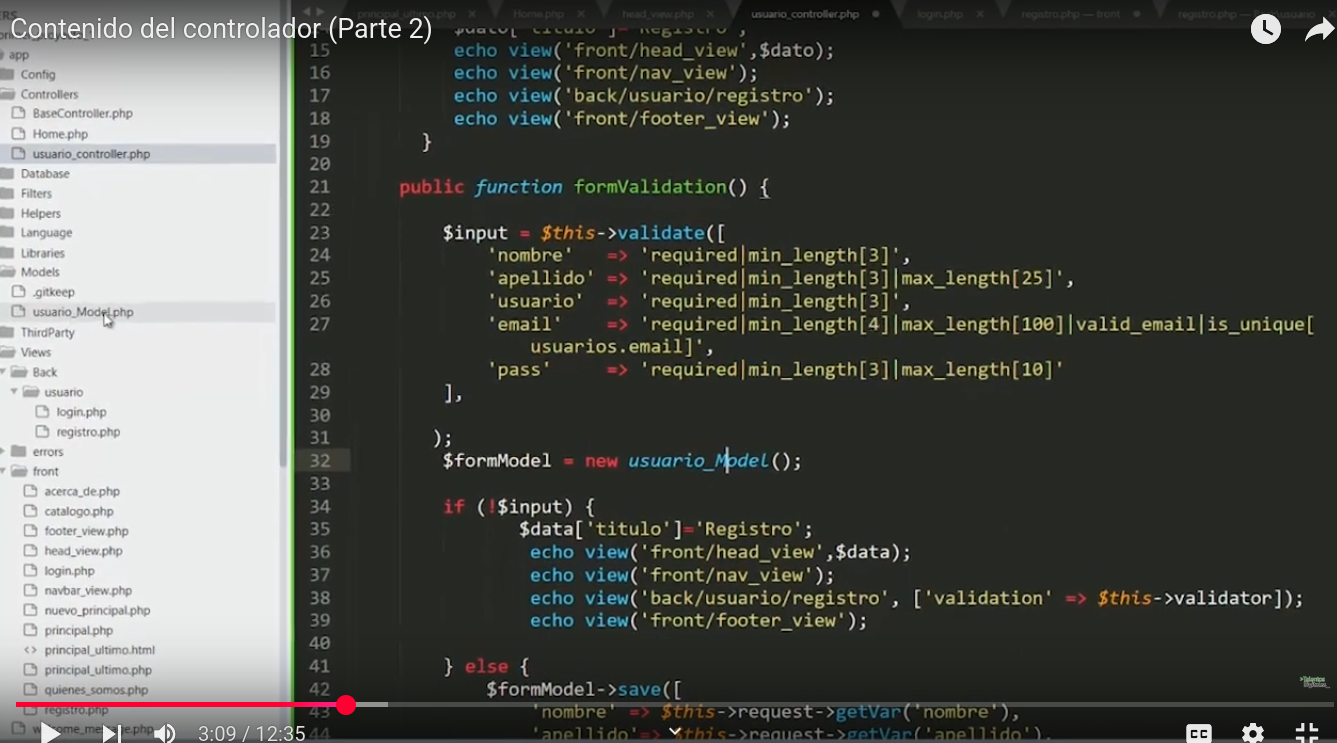 Contenido del controlador (Parte 2)
principal_ultimo.php
Home.php
head_view.php
usuario_controller.php
login.php
registro.php — front
app
Config
Controllers
BaseController.php
Home.php
usuario_controller.php
Database
Filters
Helpers
Language
Libraries
Models
.gitkeep
usuario_Model.php
ThirdParty
Views
Back
usuario
login.php
registro.php
errors
front
acerca_de.php
catalogo.php
footer_view.php
head_view.php
login.php
navbar_view.php
nuevo_principal.php
principal.php
principal_ultimo.html
principal_ultimo.php
quienes_somos.php
registro.php
welcome_message.php
$dato['titulo']='Registro';
15 echo view('front/head_view',$dato);
16 echo view('front/nav_view');
17 echo view('back/usuario/registro');
18 echo view('front/footer_view');
19 }
20
21 public function formValidation() {
22
23 $input = $this->validate([
24 'nombre' => 'required|min_length[3]',
25 'apellido' => 'required|min_length[3]|max_length[25]',
26 'usuario' => 'required|min_length[3]',
27 'email' => 'required|min_length[4]|max_length[100]|valid_email|is_unique[
usuarios.email]',
28 'pass' => 'required|min_length[3]|max_length[10]'
29 ],
30
31 );
32 $formModel = new usuario_Model();
33
34 if (!$input) {
35 $data['titulo']='Registro';
36 echo view('front/head_view',$data);
37 echo view('front/nav_view');
38 echo view('back/usuario/registro', ['validation' => $this->validator]);
39 echo view('front/footer_view');
40
41 } else {
42 $formModel->save([
43 'nombre' => $this->request->getVar('nombre'),
44 'apellido'=> $this->request->getVar('apellido'),
3:09 / 12:35
CC